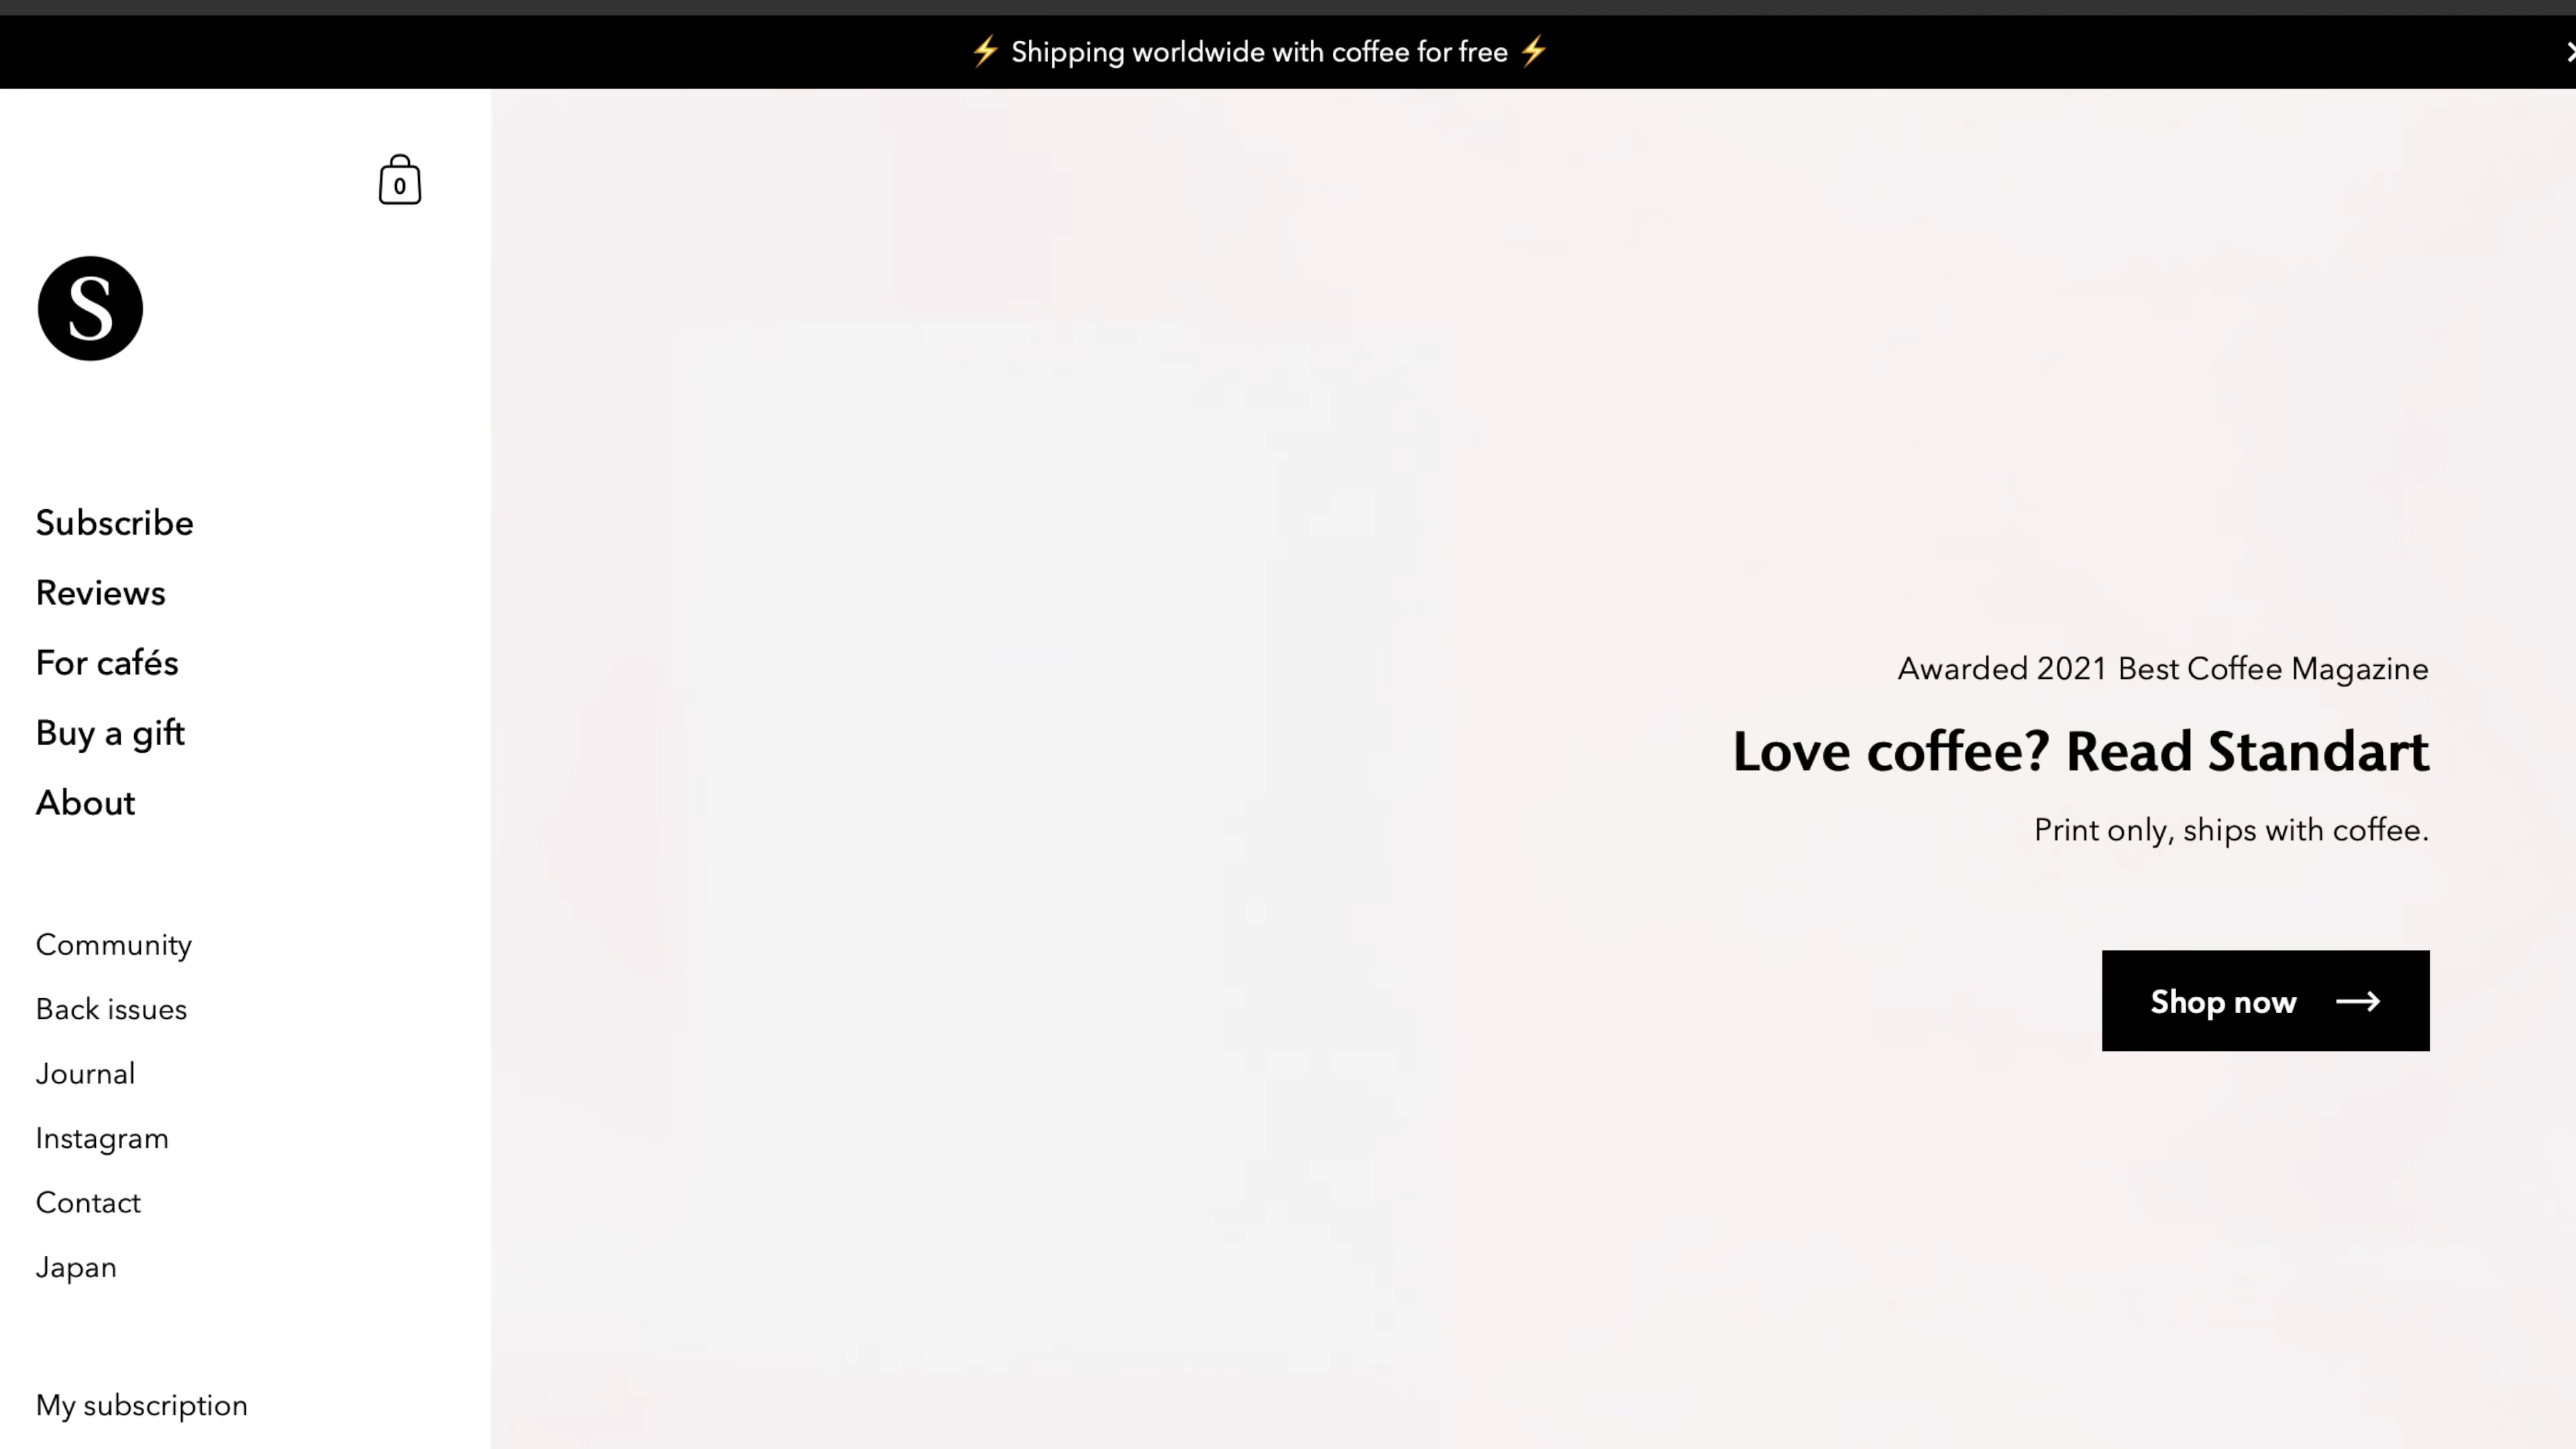 ⚡ Shipping worldwide with coffee for free ⚡
0
S
Subscribe
Reviews
For cafés
Buy a gift
About
Community
Back issues
Journal
Instagram
Contact
Japan
My subscription
Awarded 2021 Best Coffee Magazine
Love coffee? Read Standart
Print only, ships with coffee.
Shop now →